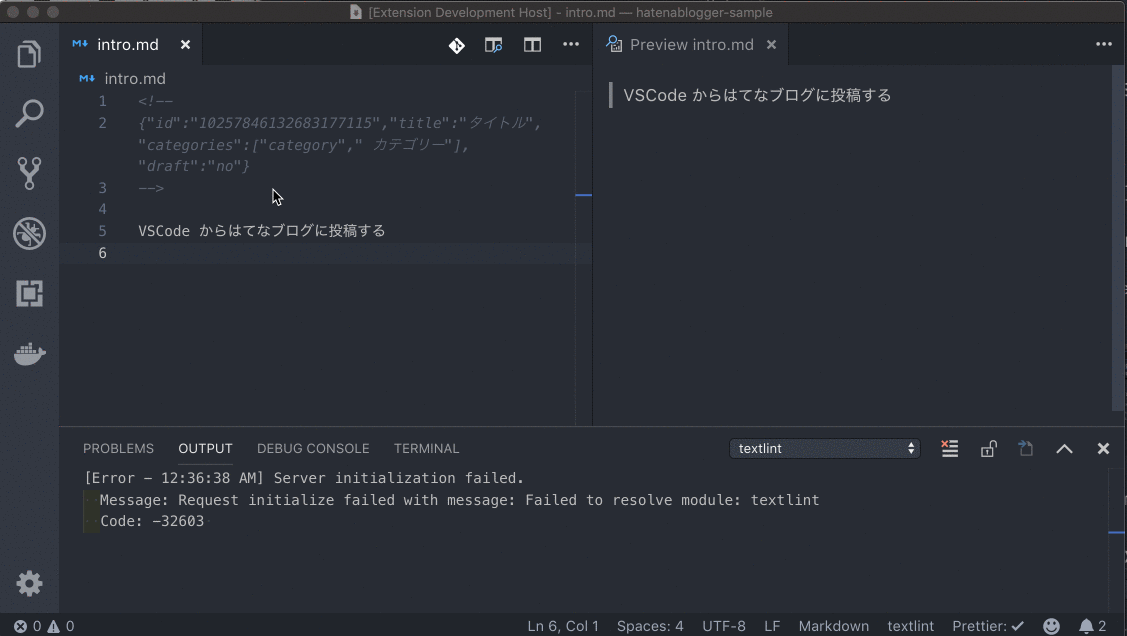 [Extension Development Host] - intro.md — hatenablogger-sample
intro.md
Preview intro.md
intro.md
1 <!--
2 {"id":"10257846132683177115","title":"タイトル",
"categories":["category"," カテゴリー"],
"draft":"no"}
3 -->
4
5 VSCode からはてなブログに投稿する
6
VSCode からはてなブログに投稿する
PROBLEMS OUTPUT DEBUG CONSOLE TERMINAL textlint
[Error - 12:36:38 AM] Server initialization failed.
Message: Request initialize failed with message: Failed to resolve module: textlint
Code: -32603
0 0 Ln 6, Col 1 Spaces: 4 UTF-8 LF Markdown textlint Prettier: ✓ 2